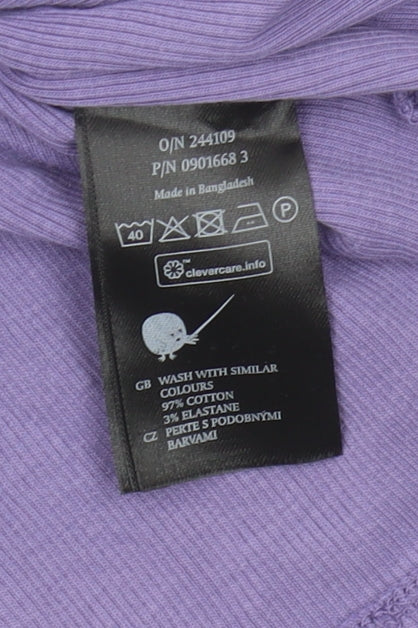 O/N 244109
P/N 0901668 3
Made in Bangladesh
40 P
™ clevercare.info
GB WASH WITH SIMILAR
COLOURS
97% COTTON
3% ELASTANE
CZ PERTE S PODOBNÝMI
BARVAMI